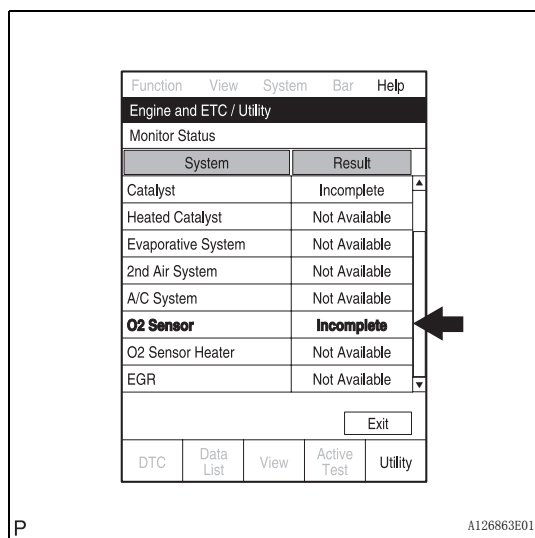 Function View System Bar Help
Engine and ETC / Utility
Monitor Status
System Result
Catalyst Incomplete
Heated Catalyst Not Available
Evaporative System Not Available
2nd Air System Not Available
A/C System Not Available
O2 Sensor Incomplete
O2 Sensor Heater Not Available
EGR Not Available
Exit
DTC Data List View Active Test Utility
P A126863E01